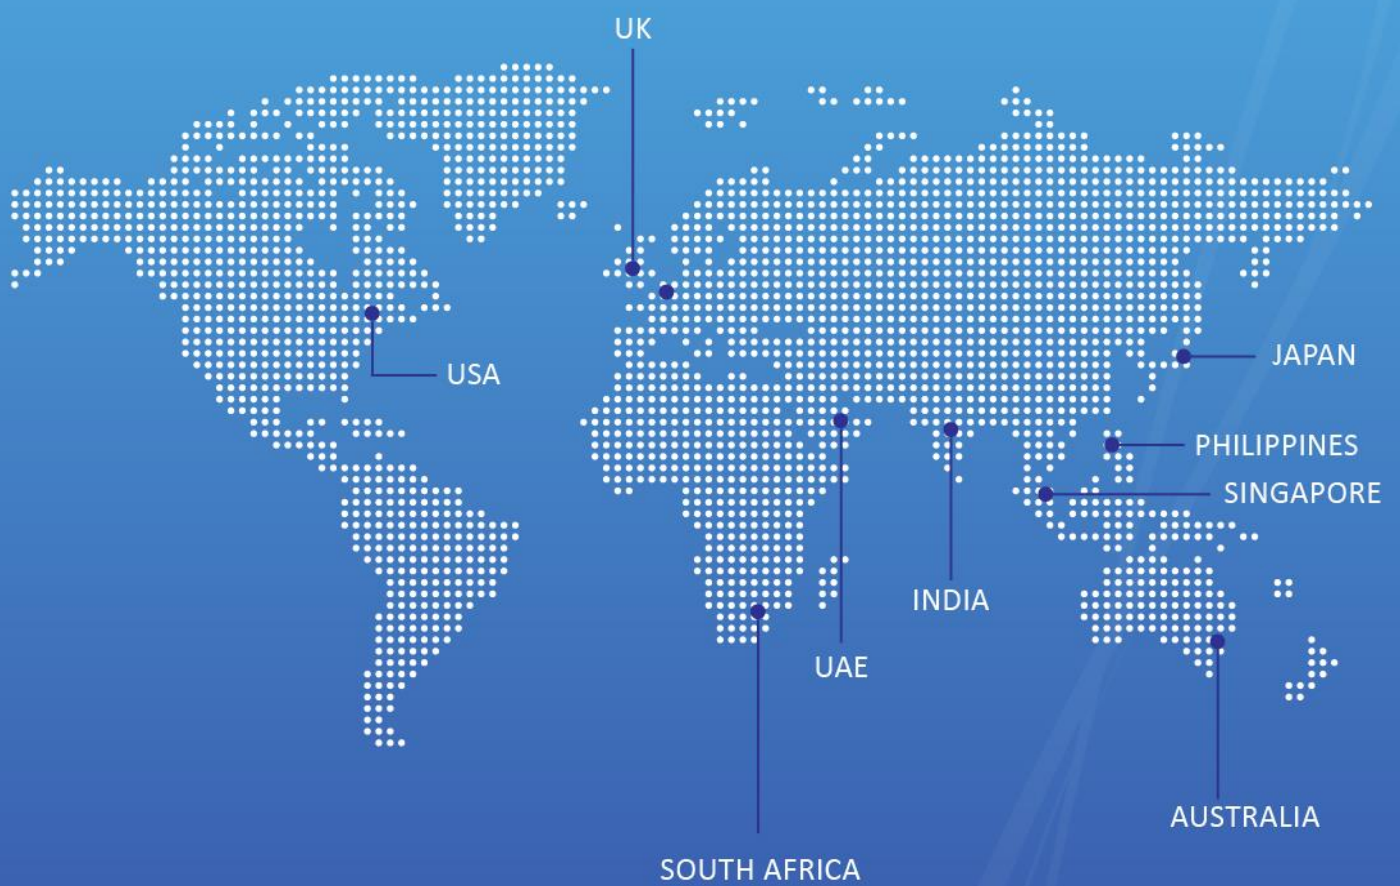 UK
USA
JAPAN
PHILIPPINES
SINGAPORE
INDIA
UAE
AUSTRALIA
SOUTH AFRICA